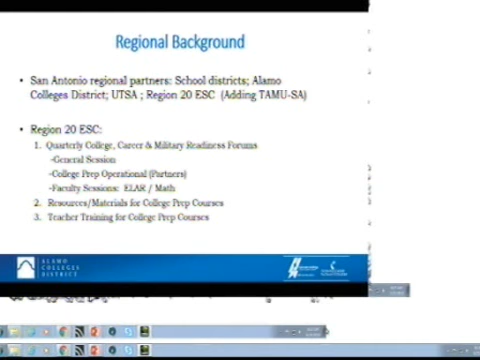 Regional Background
• San Antonio regional partners: School districts; Alamo
Colleges District; UTSA ; Region 20 ESC (Adding TAMU-SA)
• Region 20 ESC:
1. Quarterly College, Career & Military Readiness Forums
-General Session
-College Prep Operational (Partners)
-Faculty Sessions: ELAR / Math
2. Resources/Materials for College Prep Courses
3. Teacher Training for College Prep Courses
ALAMO
COLLEGES
DISTRICT